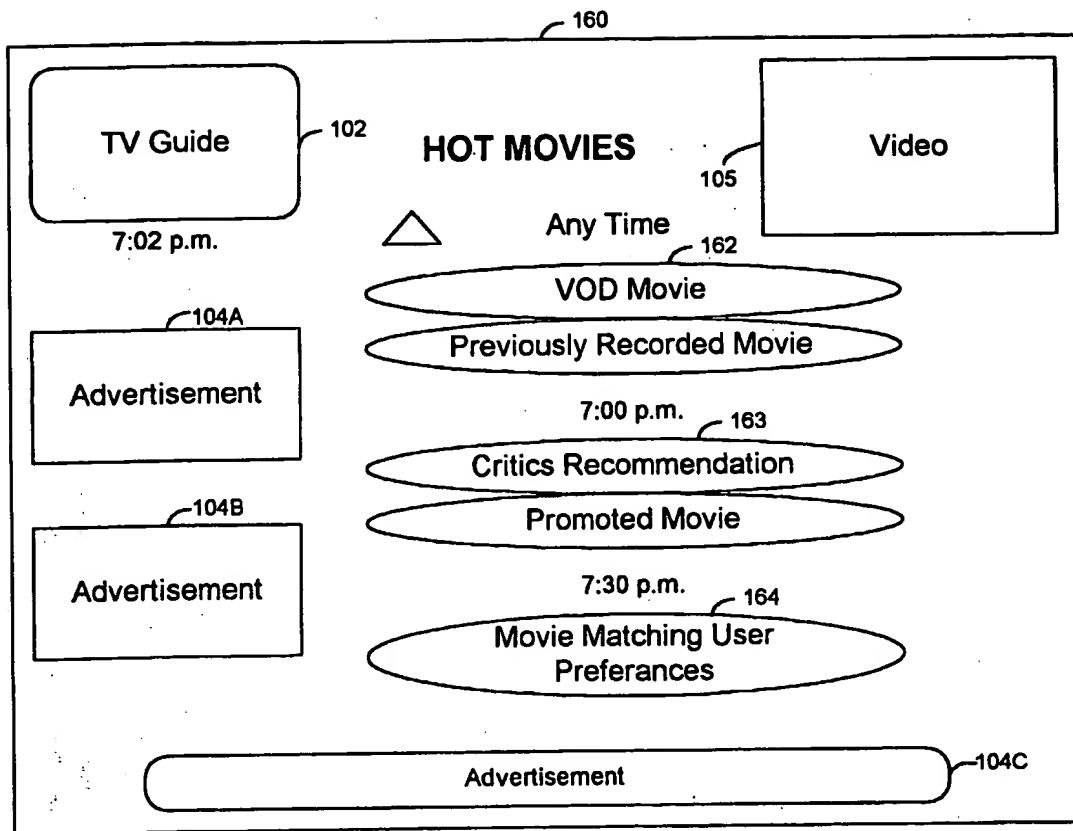 160
TV Guide
102
HOT MOVIES
105
Video
7:02 p.m.
Any Time
162
VOD Movie
Previously Recorded Movie
104A
Advertisement
7:00 p.m.
163
Critics Recommendation
Promoted Movie
104B
Advertisement
7:30 p.m.
164
Movie Matching User
Preferances
Advertisement
104C